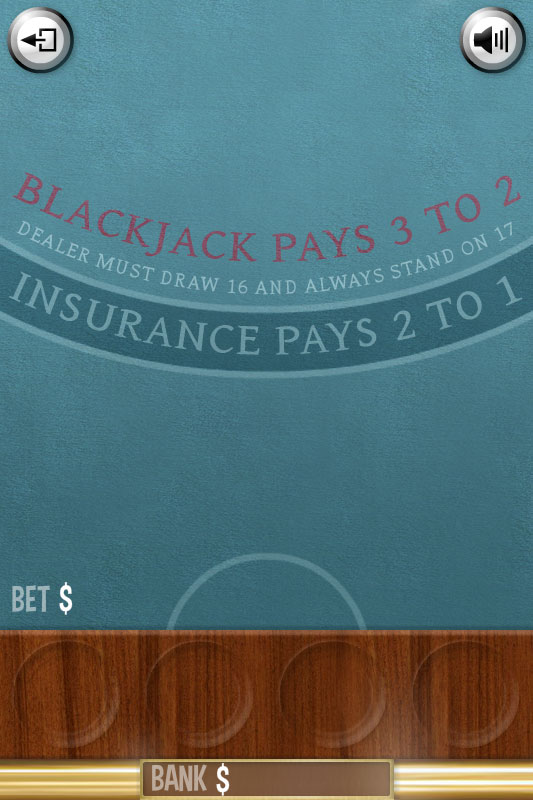 BLACKJACK PAYS 3 TO 2
DEALER MUST DRAW 16 AND ALWAYS STAND ON 17
INSURANCE PAYS 2 TO 1
BET $
BANK $